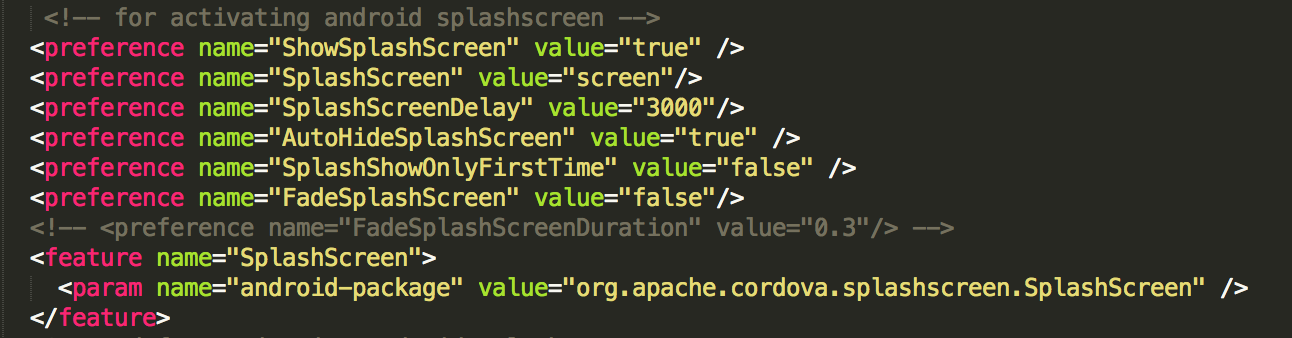 <!-- for activating android splashscreen -->
<preference name="ShowSplashScreen" value="true" />
<preference name="SplashScreen" value="screen"/>
<preference name="SplashScreenDelay" value="3000"/>
<preference name="AutoHideSplashScreen" value="true" />
<preference name="SplashShowOnlyFirstTime" value="false" />
<preference name="FadeSplashScreen" value="false"/>
<!-- <preference name="FadeSplashScreenDuration" value="0.3"/> -->
<feature name="SplashScreen">
<param name="android-package" value="org.apache.cordova.splashscreen.SplashScreen" />
</feature>